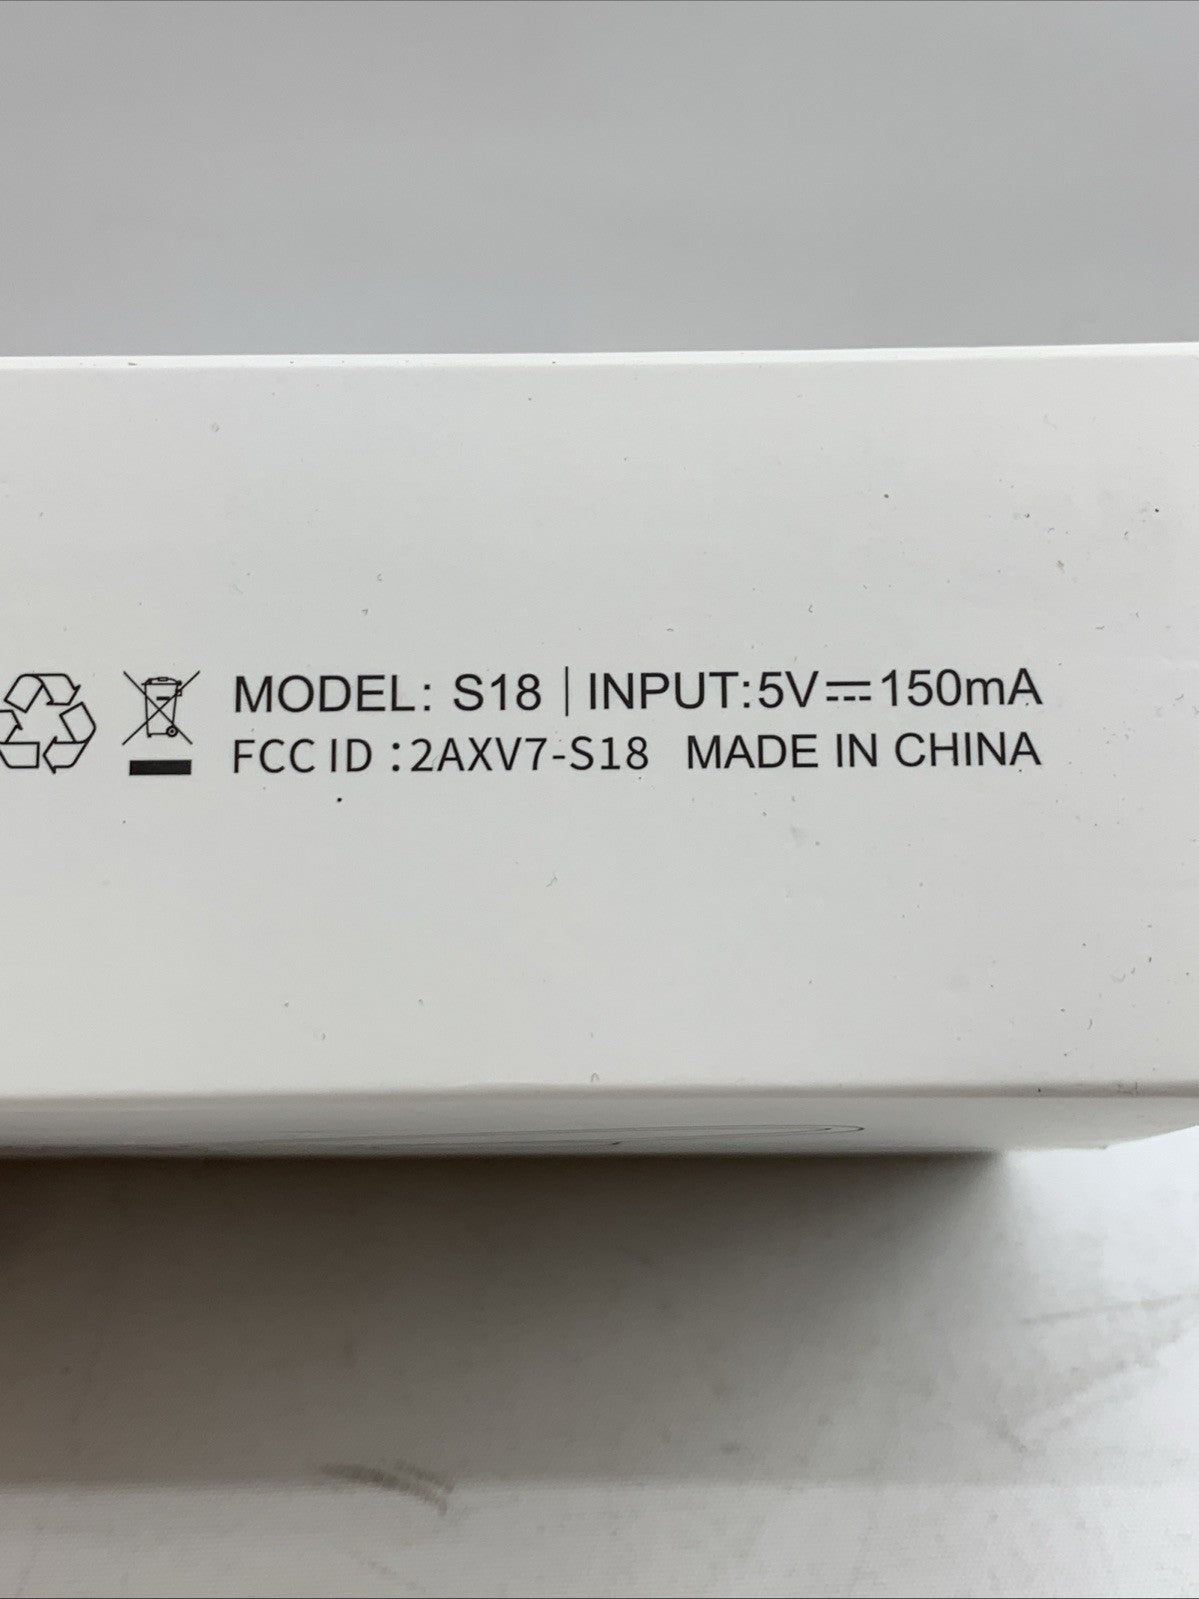 MODEL: S18 | INPUT:5V⎓150mA
FCC ID :2AXV7-S18 MADE IN CHINA